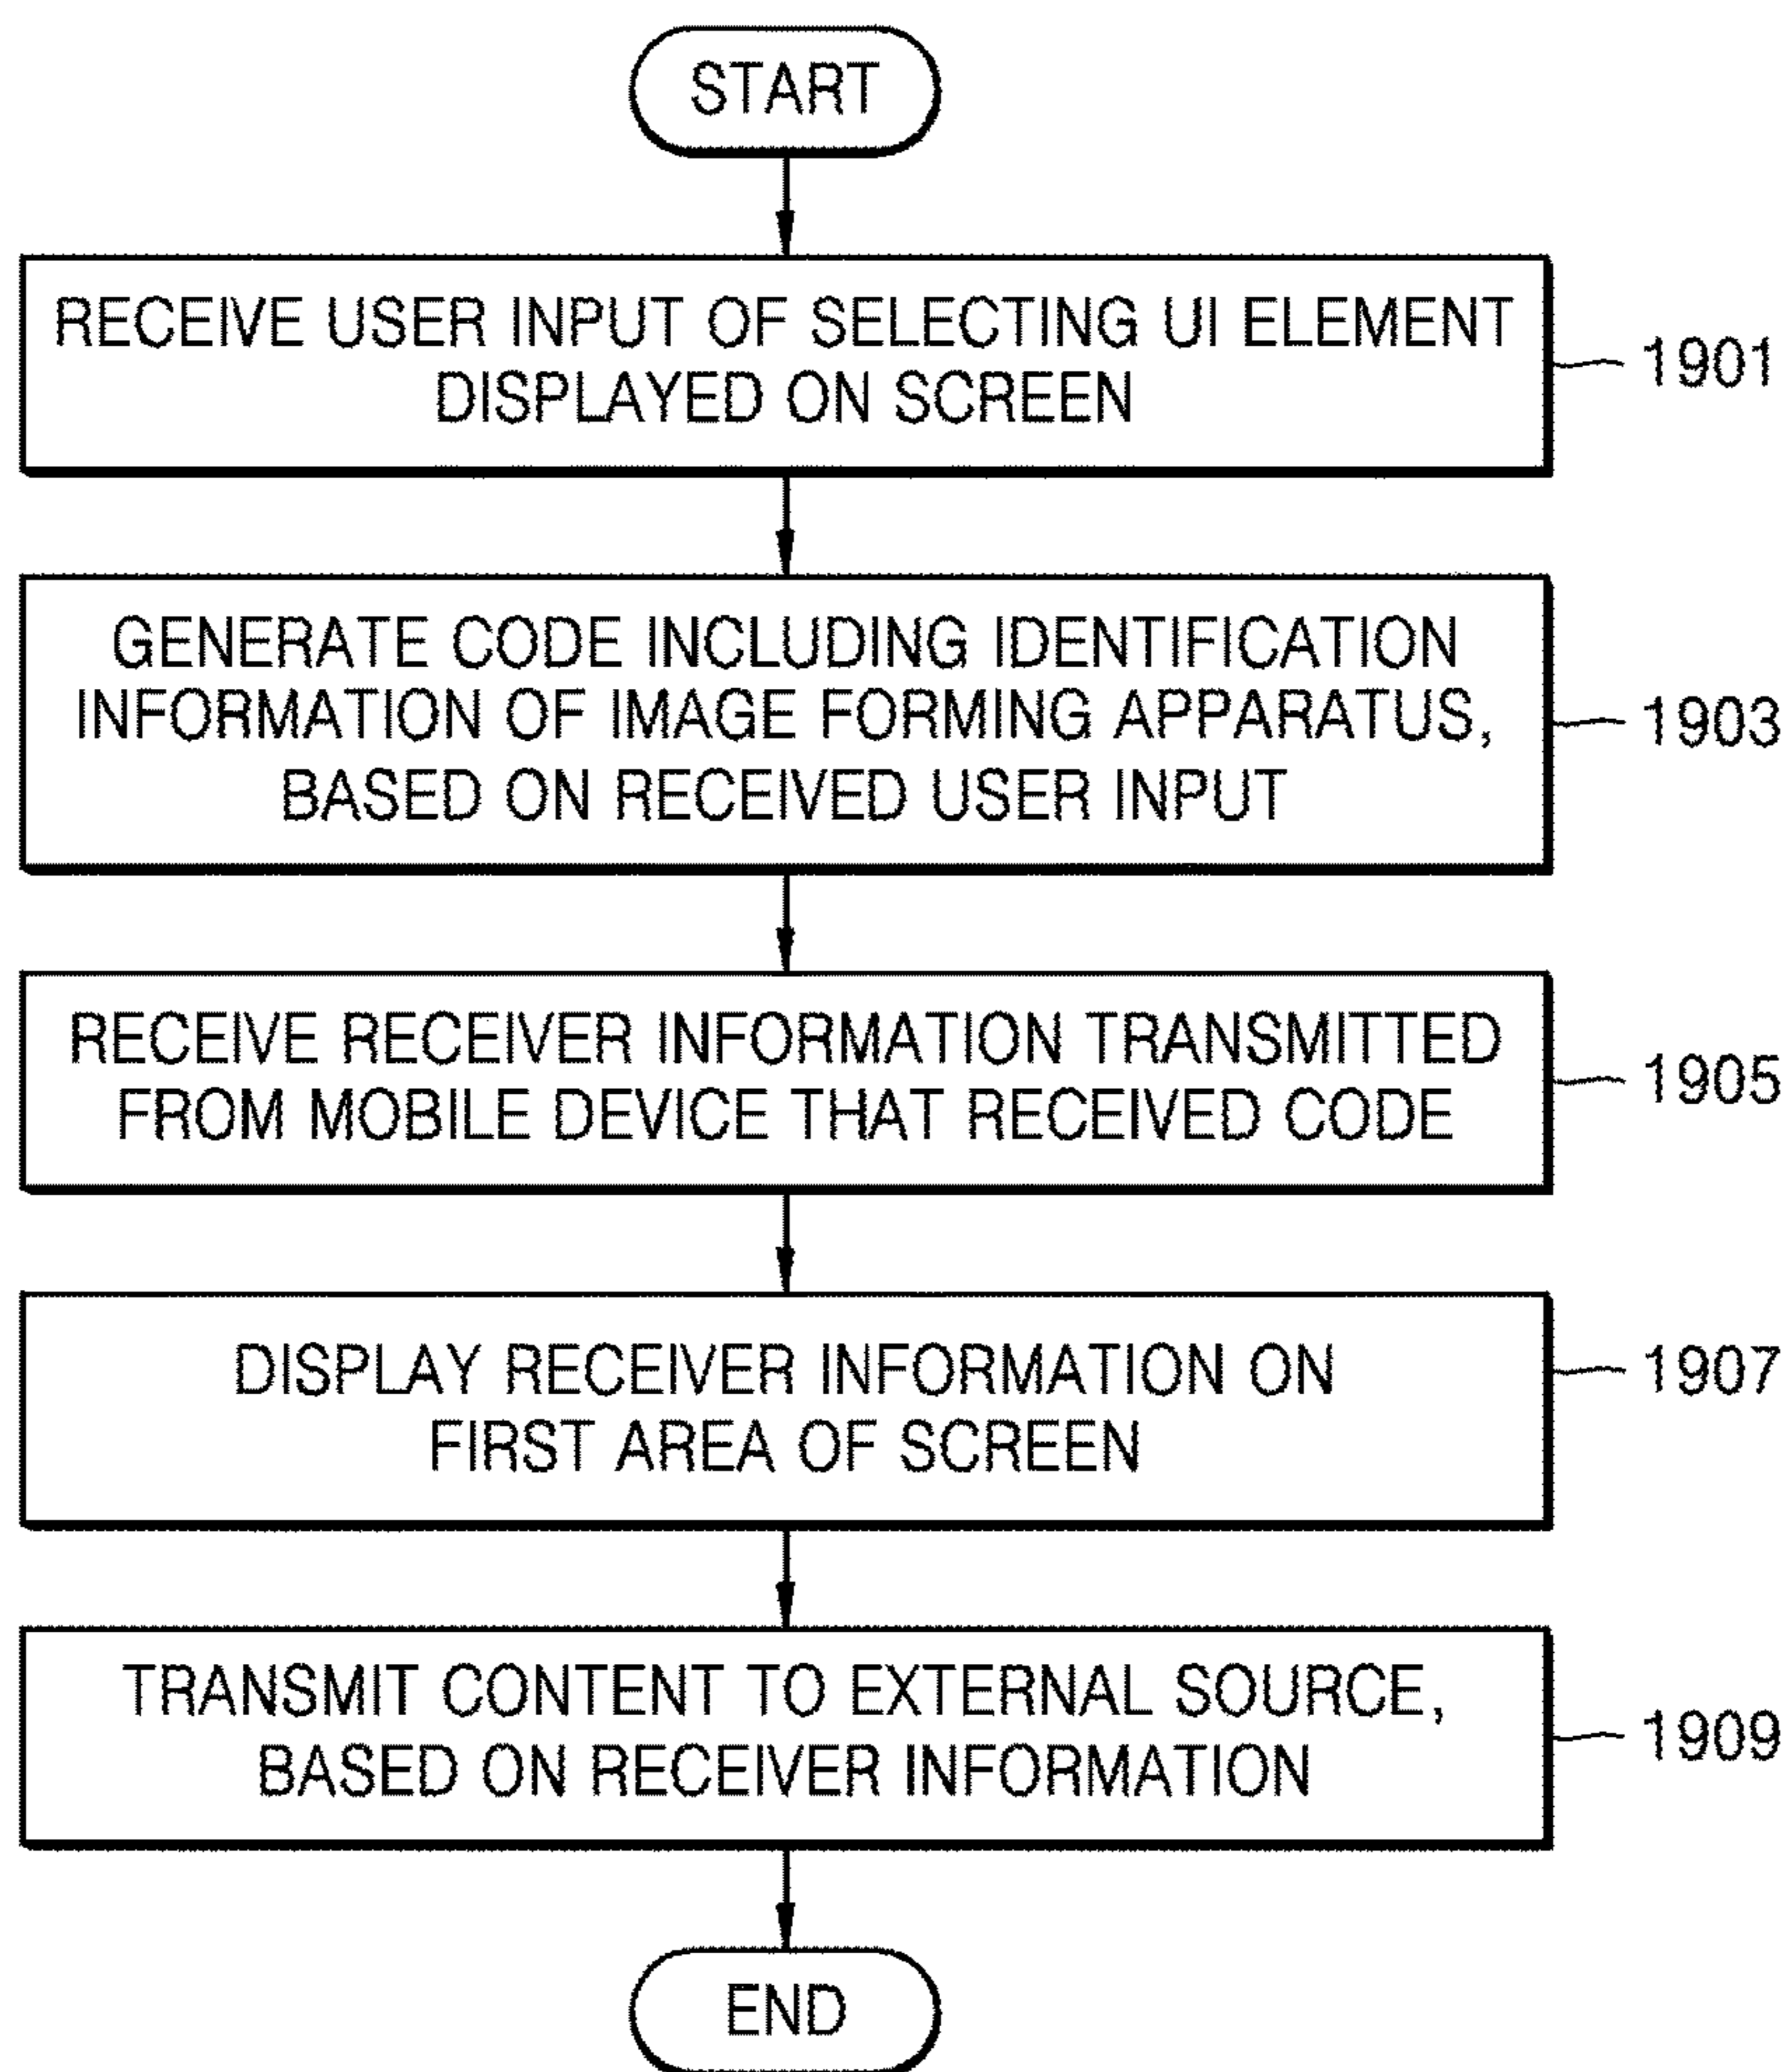 START
RECEIVE USER INPUT OF SELECTING UI ELEMENT
DISPLAYED ON SCREEN
1901
GENERATE CODE INCLUDING IDENTIFICATION
INFORMATION OF IMAGE FORMING APPARATUS,
BASED ON RECEIVED USER INPUT
1903
RECEIVE RECEIVER INFORMATION TRANSMITTED
FROM MOBILE DEVICE THAT RECEIVED CODE
1905
DISPLAY RECEIVER INFORMATION ON
FIRST AREA OF SCREEN
1907
TRANSMIT CONTENT TO EXTERNAL SOURCE,
BASED ON RECEIVER INFORMATION
1909
END